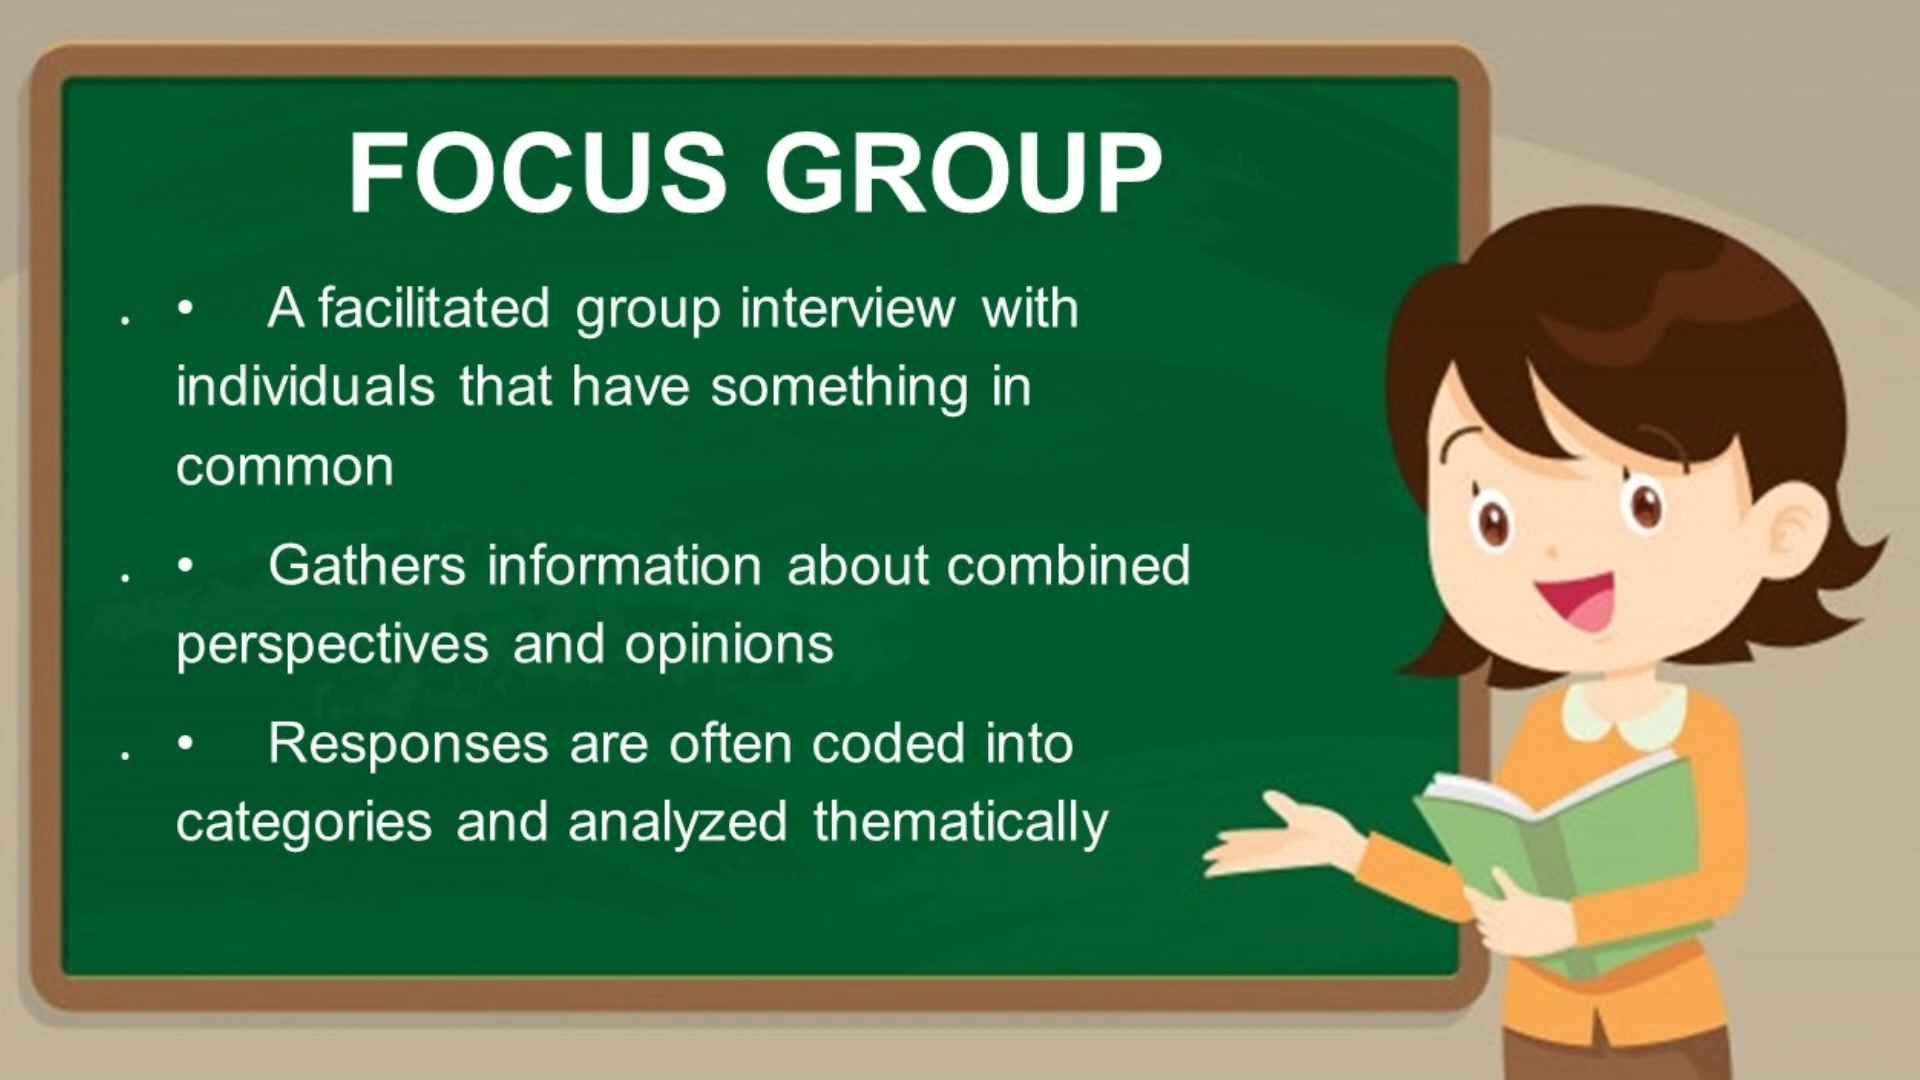 FOCUS GROUP
. • A facilitated group interview with
individuals that have something in
common
. • Gathers information about combined
perspectives and opinions
. • Responses are often coded into
categories and analyzed thematically